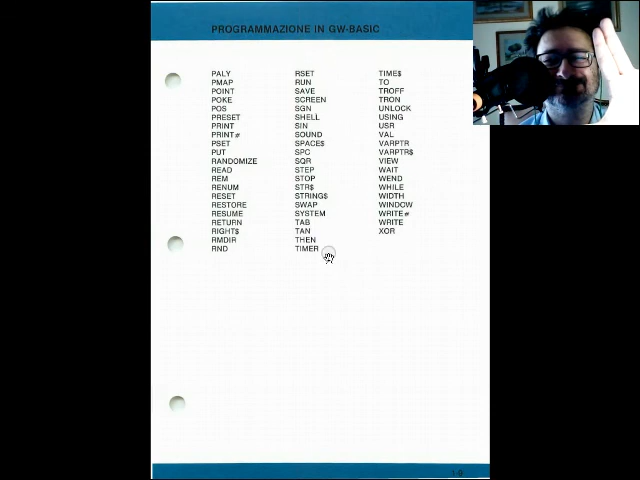 PROGRAMMAZIONE IN GW-BASIC
PALY
PMAP
POINT
POKE
POS
PRESET
PRINT
PRINT#
PSET
PUT
RANDOMIZE
READ
REM
RENUM
RESET
RESTORE
RESUME
RETURN
RIGHT$
RMDIR
RND
RSET
RUN
SAVE
SCREEN
SGN
SHELL
SIN
SOUND
SPACE$
SPC
SQR
STEP
STOP
STR$
STRING$
SWAP
SYSTEM
TAB
TAN
THEN
TIMER
TIME$
TO
TROFF
TRON
UNLOCK
USING
USR
VAL
VARPTR
VARPTR$
VIEW
WAIT
WEND
WHILE
WIDTH
WINDOW
WRITE#
WRITE
XOR